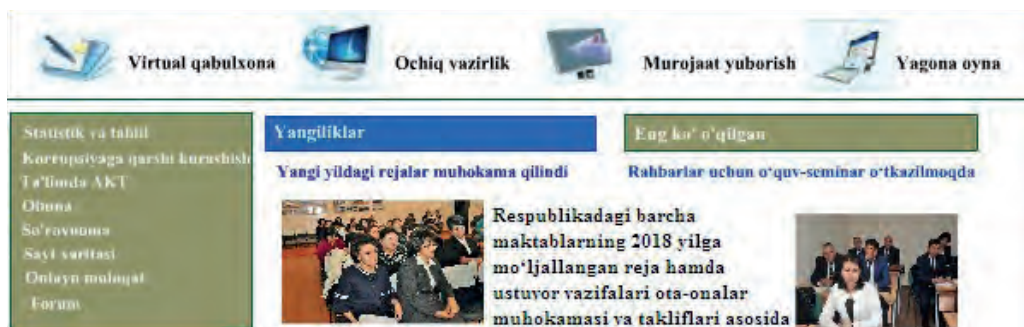 Virtual qabulxona
Ochiq vazirlik
Murojaat yuborish
Yagona oyna
Statistik va tahlil
Korrupsiyaga qarshi kurashish
Ta'limda AKT
Obuna
So'rovnoma
Sayt xaritasi
Onlayn muloqat
Forum
Yangiliklar
Yangi yildagi rejalar muhokama qilindi
Respublikadagi barcha
maktablarning 2018 yilga
mo‘ljallangan reja hamda
ustuvor vazifalari ota-onalar
muhokamasi va takliflari asosida
Eng ko' o'qilgan
Rahbarlar uchun o‘quv-seminar o‘tkazilmoqda